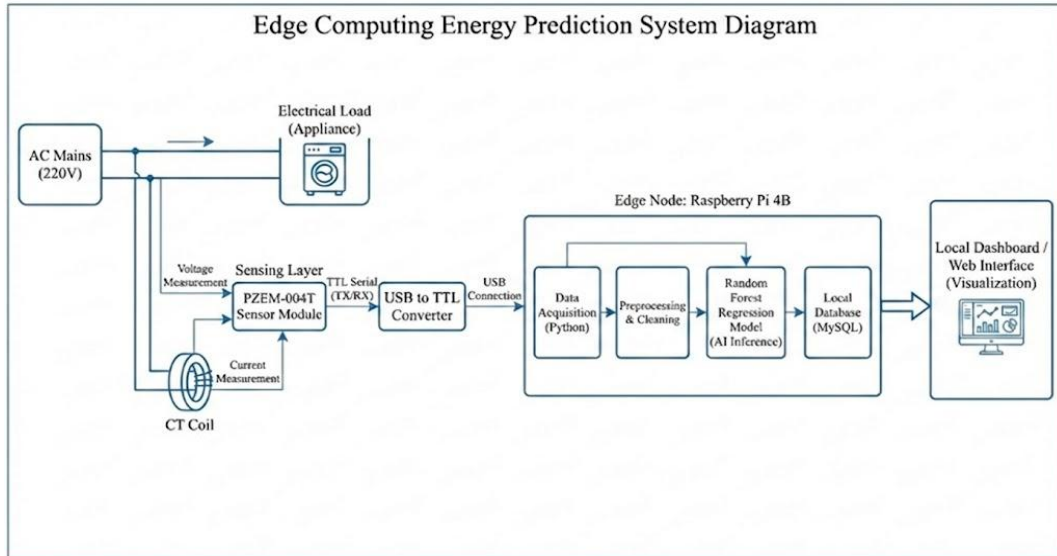 Edge Computing Energy Prediction System Diagram
AC Mains
(220V)
Electrical Load
(Appliance)
Voltage
Measurement
Sensing Layer
PZEM-004T
Sensor Module
Current
Measurement
CT Coil
TTL Serial
(TX/RX)
USB to TTL
Converter
USB
Connection
Edge Node: Raspberry Pi 4B
Data
Acquisition
(Python)
Preprocessing
& Cleaning
Random
Forest
Regression
Model
(AI Inference)
Local
Database
(MySQL)
Local Dashboard /
Web Interface
(Visualization)